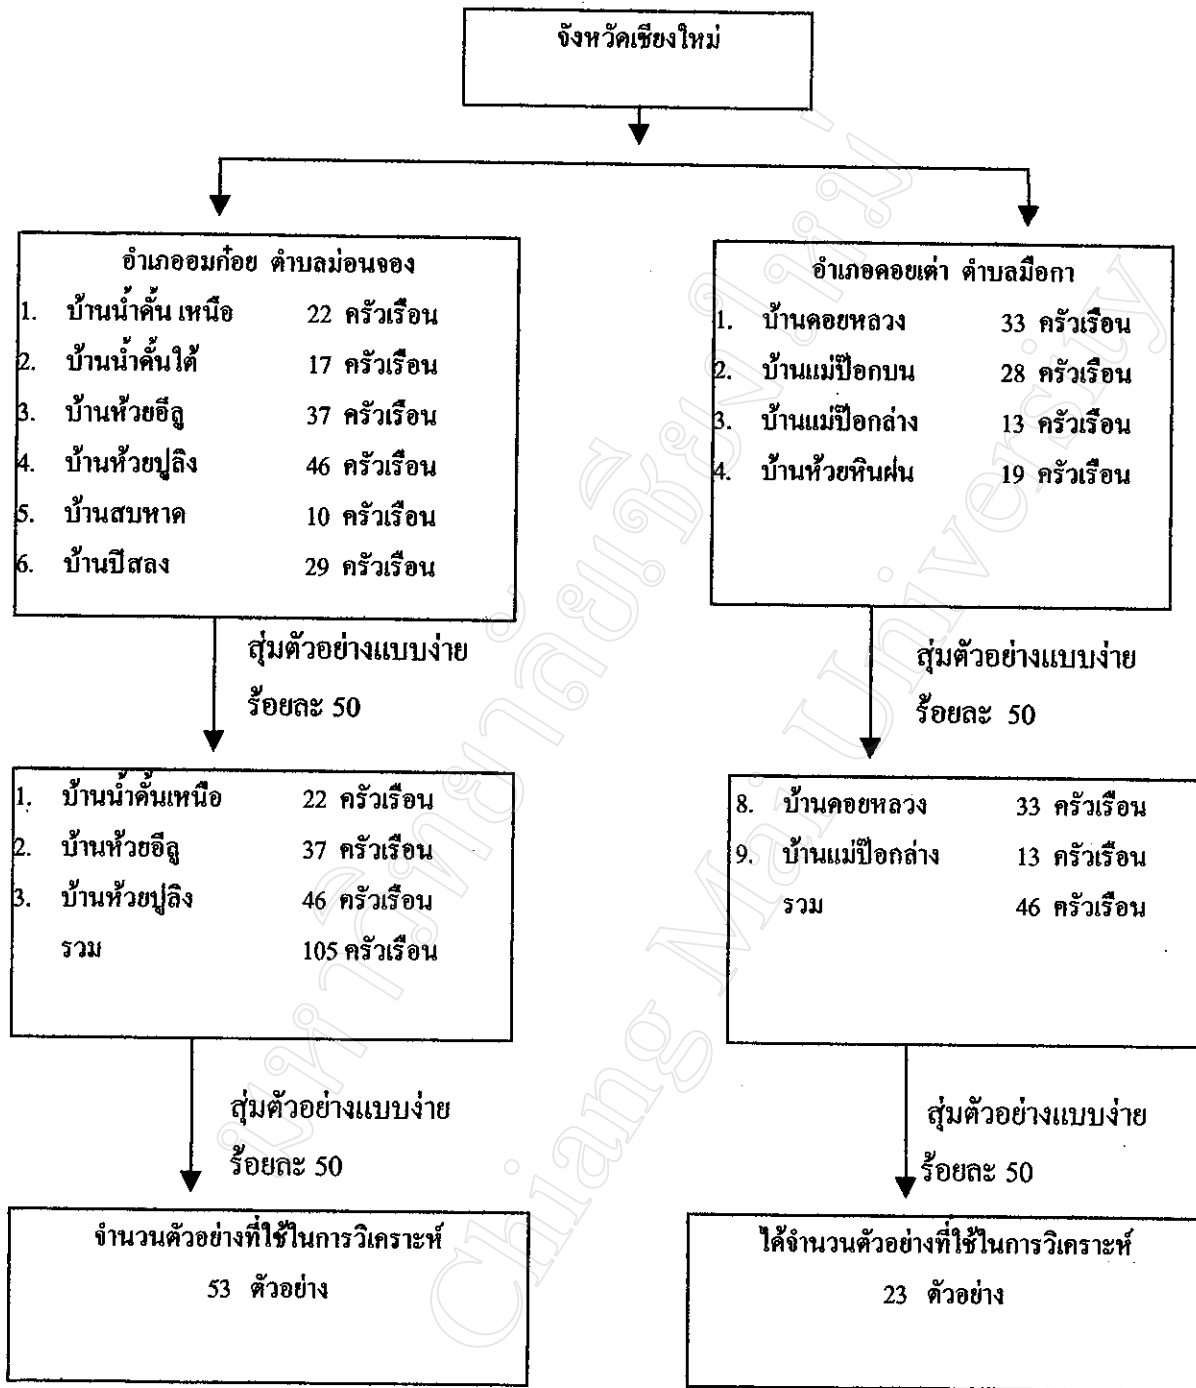 จังหวัดเชียงใหม่
อำเภออมก๋อย ตำบลม่อนจอง
1. บ้านน้ำดั้น เหนือ 22 ครัวเรือน
2. บ้านน้ำดั้นใต้ 17 ครัวเรือน
3. บ้านห้วยอีลู 37 ครัวเรือน
4. บ้านห้วยปูลิง 46 ครัวเรือน
5. บ้านสบหาด 10 ครัวเรือน
6. บ้านปีสลง 29 ครัวเรือน
สุ่มตัวอย่างแบบง่าย
ร้อยละ 50
1. บ้านน้ำดั้นเหนือ 22 ครัวเรือน
2. บ้านห้วยอีลู 37 ครัวเรือน
3. บ้านห้วยปูลิง 46 ครัวเรือน
รวม 105 ครัวเรือน
สุ่มตัวอย่างแบบง่าย
ร้อยละ 50
จำนวนตัวอย่างที่ใช้ในการวิเคราะห์
53 ตัวอย่าง
อำเภอดอยเต่า ตำบลมือกา
1. บ้านดอยหลวง 33 ครัวเรือน
2. บ้านแม่ป๊อกบน 28 ครัวเรือน
3. บ้านแม่ป๊อกล่าง 13 ครัวเรือน
4. บ้านห้วยหินฝน 19 ครัวเรือน
สุ่มตัวอย่างแบบง่าย
ร้อยละ 50
8. บ้านดอยหลวง 33 ครัวเรือน
9. บ้านแม่ป๊อกล่าง 13 ครัวเรือน
รวม 46 ครัวเรือน
สุ่มตัวอย่างแบบง่าย
ร้อยละ 50
ได้จำนวนตัวอย่างที่ใช้ในการวิเคราะห์
23 ตัวอย่าง
มหาวิทยาลัยเชียงใหม่
Chiang Mai University